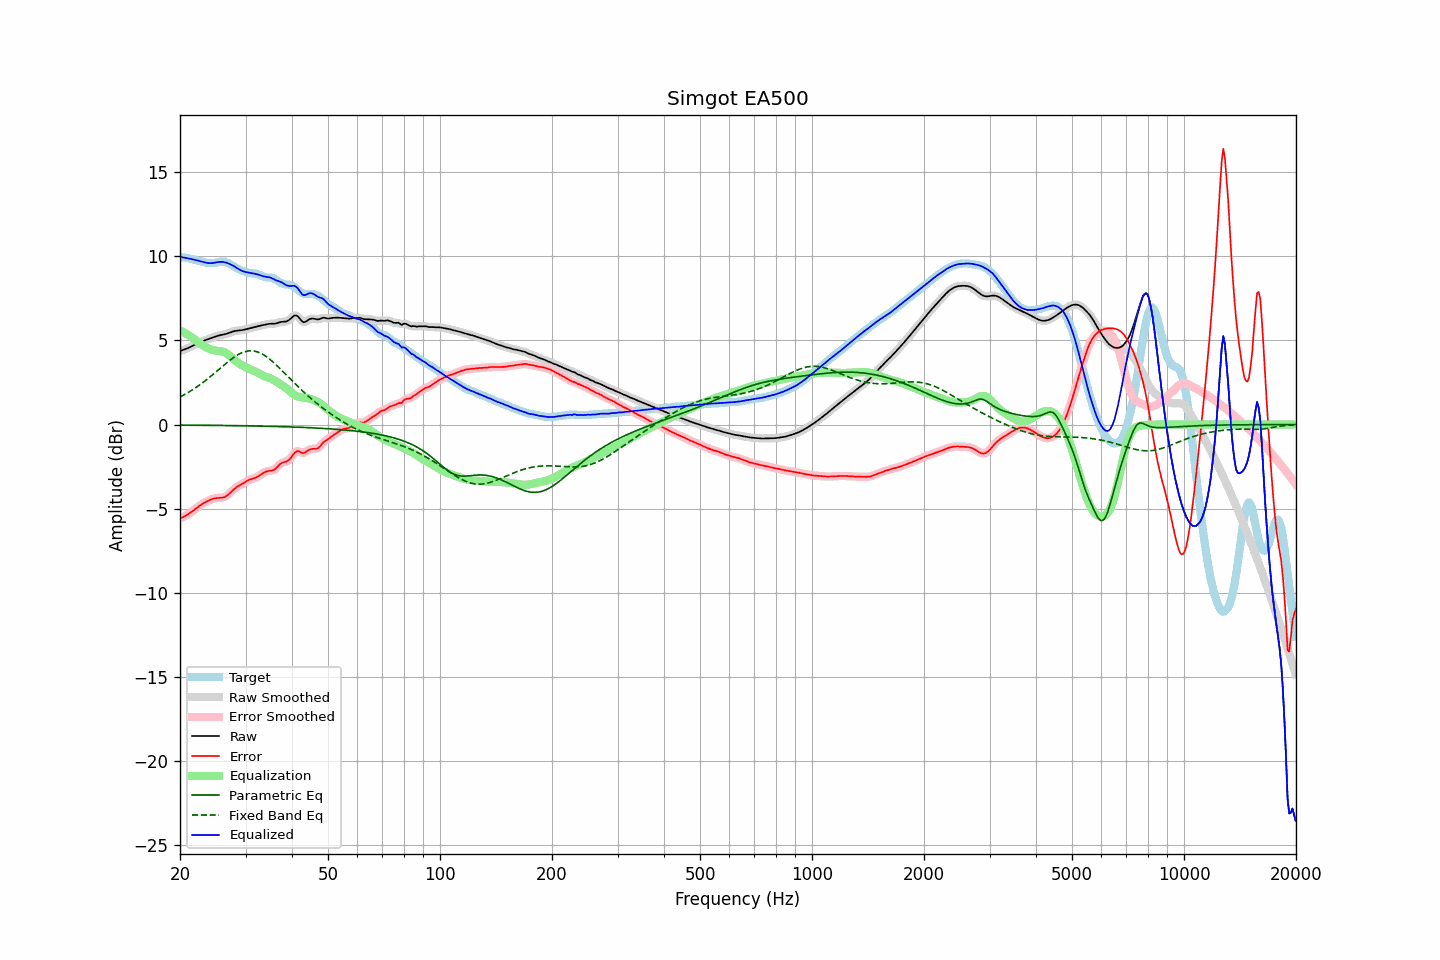 Simgot EA500
15
10
5
0
−5
−10
−15
−20
−25
Amplitude (dBr)
Target
Raw Smoothed
Error Smoothed
Raw
Error
Equalization
Parametric Eq
Fixed Band Eq
Equalized
20 50 100 200 500 1000 2000 5000 10000 20000
Frequency (Hz)